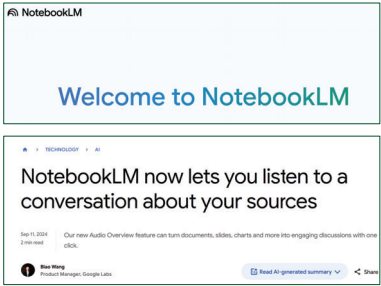 NotebookLM
Welcome to NotebookLM
TECHNOLOGY > AI
NotebookLM now lets you listen to a
conversation about your sources
Sep 11, 2024
2 min read
Our new Audio Overview feature can turn documents, slides, charts and more into engaging discussions with one
click.
Biao Wang
Product Manager, Google Labs
Read AI-generated summary
Share